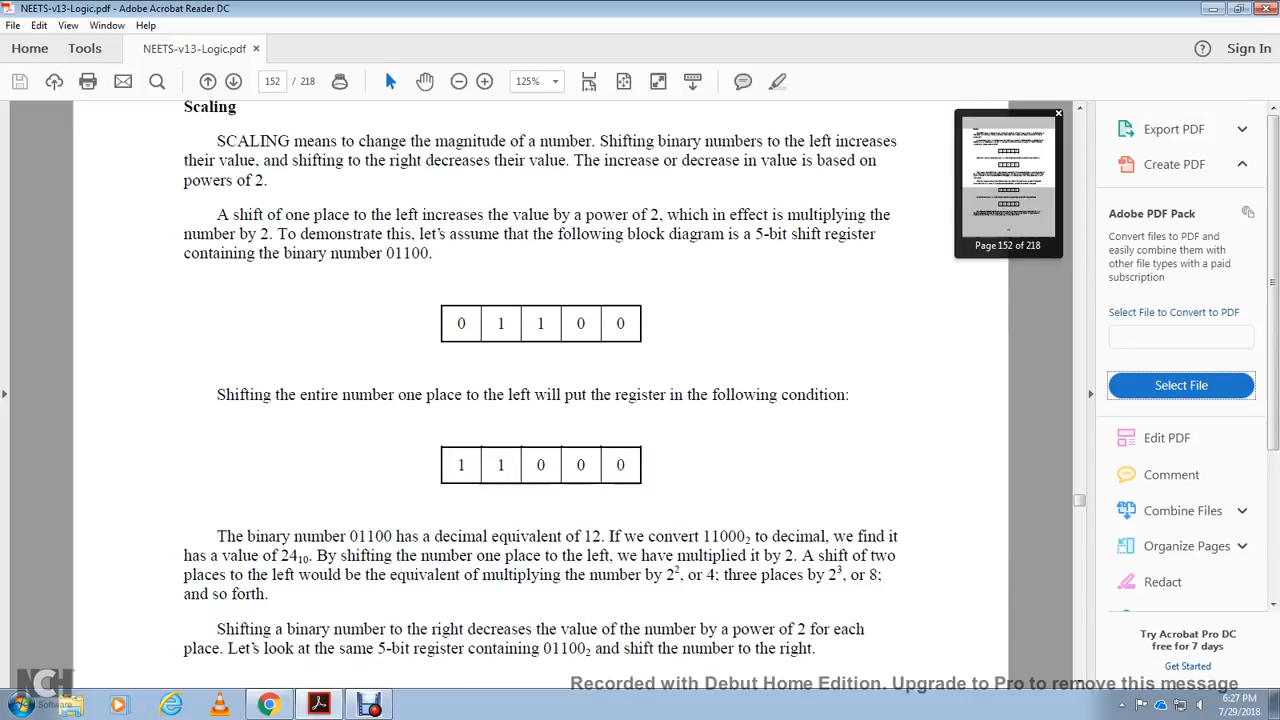 NEETS-v13-Logic.pdf - Adobe Acrobat Reader DC
File Edit View Window Help
Home Tools NEETS-v13-Logic.pdf × Sign In
152 / 218 125%
Scaling
SCALING means to change the magnitude of a number. Shifting binary numbers to the left increases
their value, and shifting to the right decreases their value. The increase or decrease in value is based on
powers of 2.
A shift of one place to the left increases the value by a power of 2, which in effect is multiplying the
number by 2. To demonstrate this, let’s assume that the following block diagram is a 5-bit shift register
containing the binary number 01100.
0 1 1 0 0
Shifting the entire number one place to the left will put the register in the following condition:
1 1 0 0 0
The binary number 01100 has a decimal equivalent of 12. If we convert 11000₂ to decimal, we find it
has a value of 24₁₀. By shifting the number one place to the left, we have multiplied it by 2. A shift of two
places to the left would be the equivalent of multiplying the number by 2², or 4; three places by 2³, or 8;
and so forth.
Shifting a binary number to the right decreases the value of the number by a power of 2 for each
place. Let’s look at the same 5-bit register containing 01100₂ and shift the number to the right.
Page 152 of 218
Export PDF
Create PDF
Adobe PDF Pack
Convert files to PDF and
easily combine them with
other file types with a paid
subscription
Select File to Convert to PDF
Select File
Edit PDF
Comment
Combine Files
Organize Pages
Redact
Try Acrobat Pro DC
free for 7 days
Get Started
NCH
Software
Recorded with Debut Home Edition. Upgrade to Pro to remove this message
6:27 PM
7/29/2018